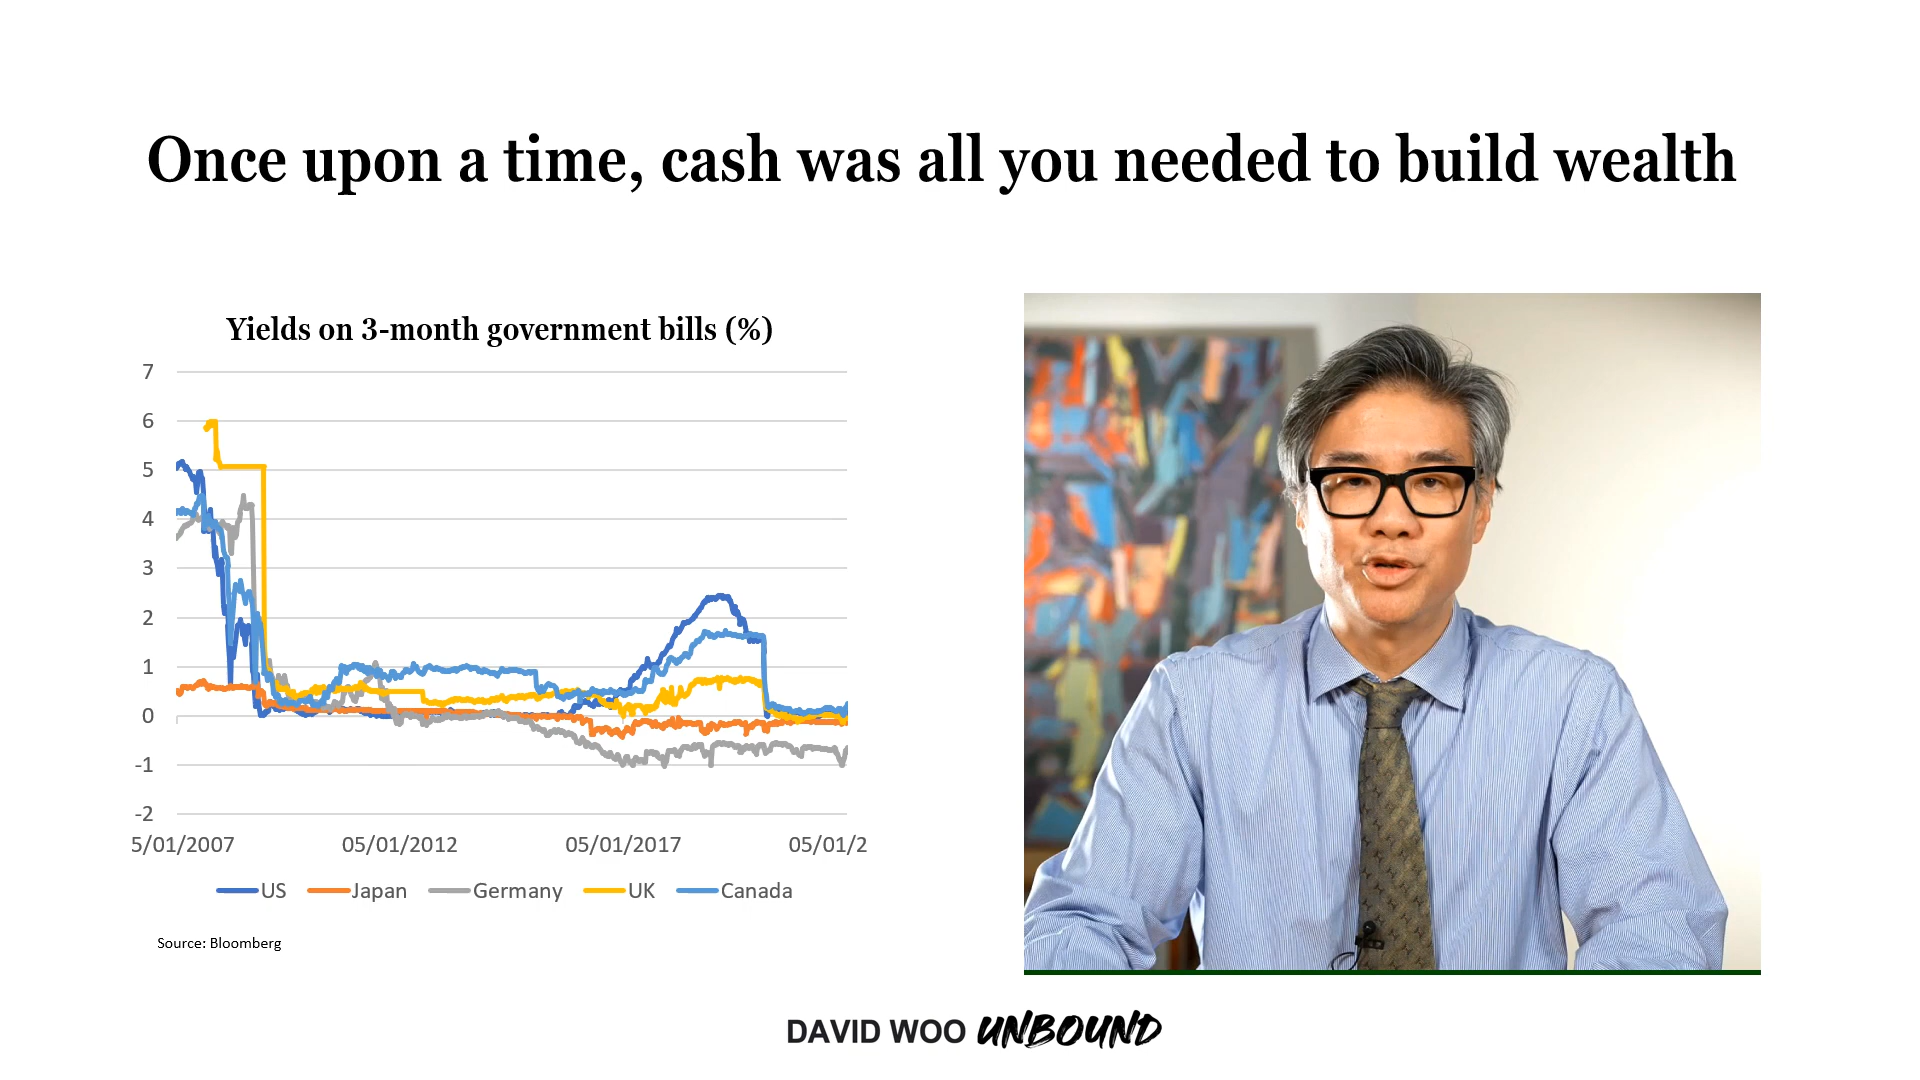 Once upon a time, cash was all you needed to build wealth
Yields on 3-month government bills (%)
7
6
5
4
3
2
1
0
-1
-2
5/01/2007 05/01/2012 05/01/2017 05/01/2
US Japan Germany UK Canada
Source: Bloomberg
DAVID WOO UNBOUND